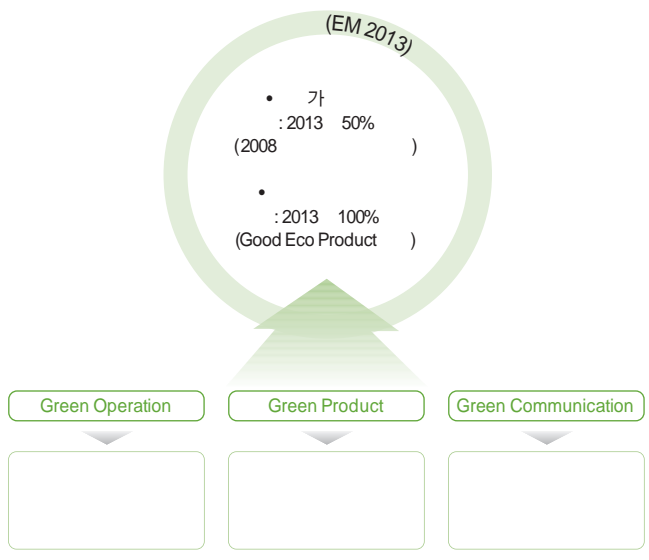 (EM 2013)
• 가
: 2013 50%
(2008 )
•
: 2013 100%
(Good Eco Product )
Green Operation
Green Product
Green Communication